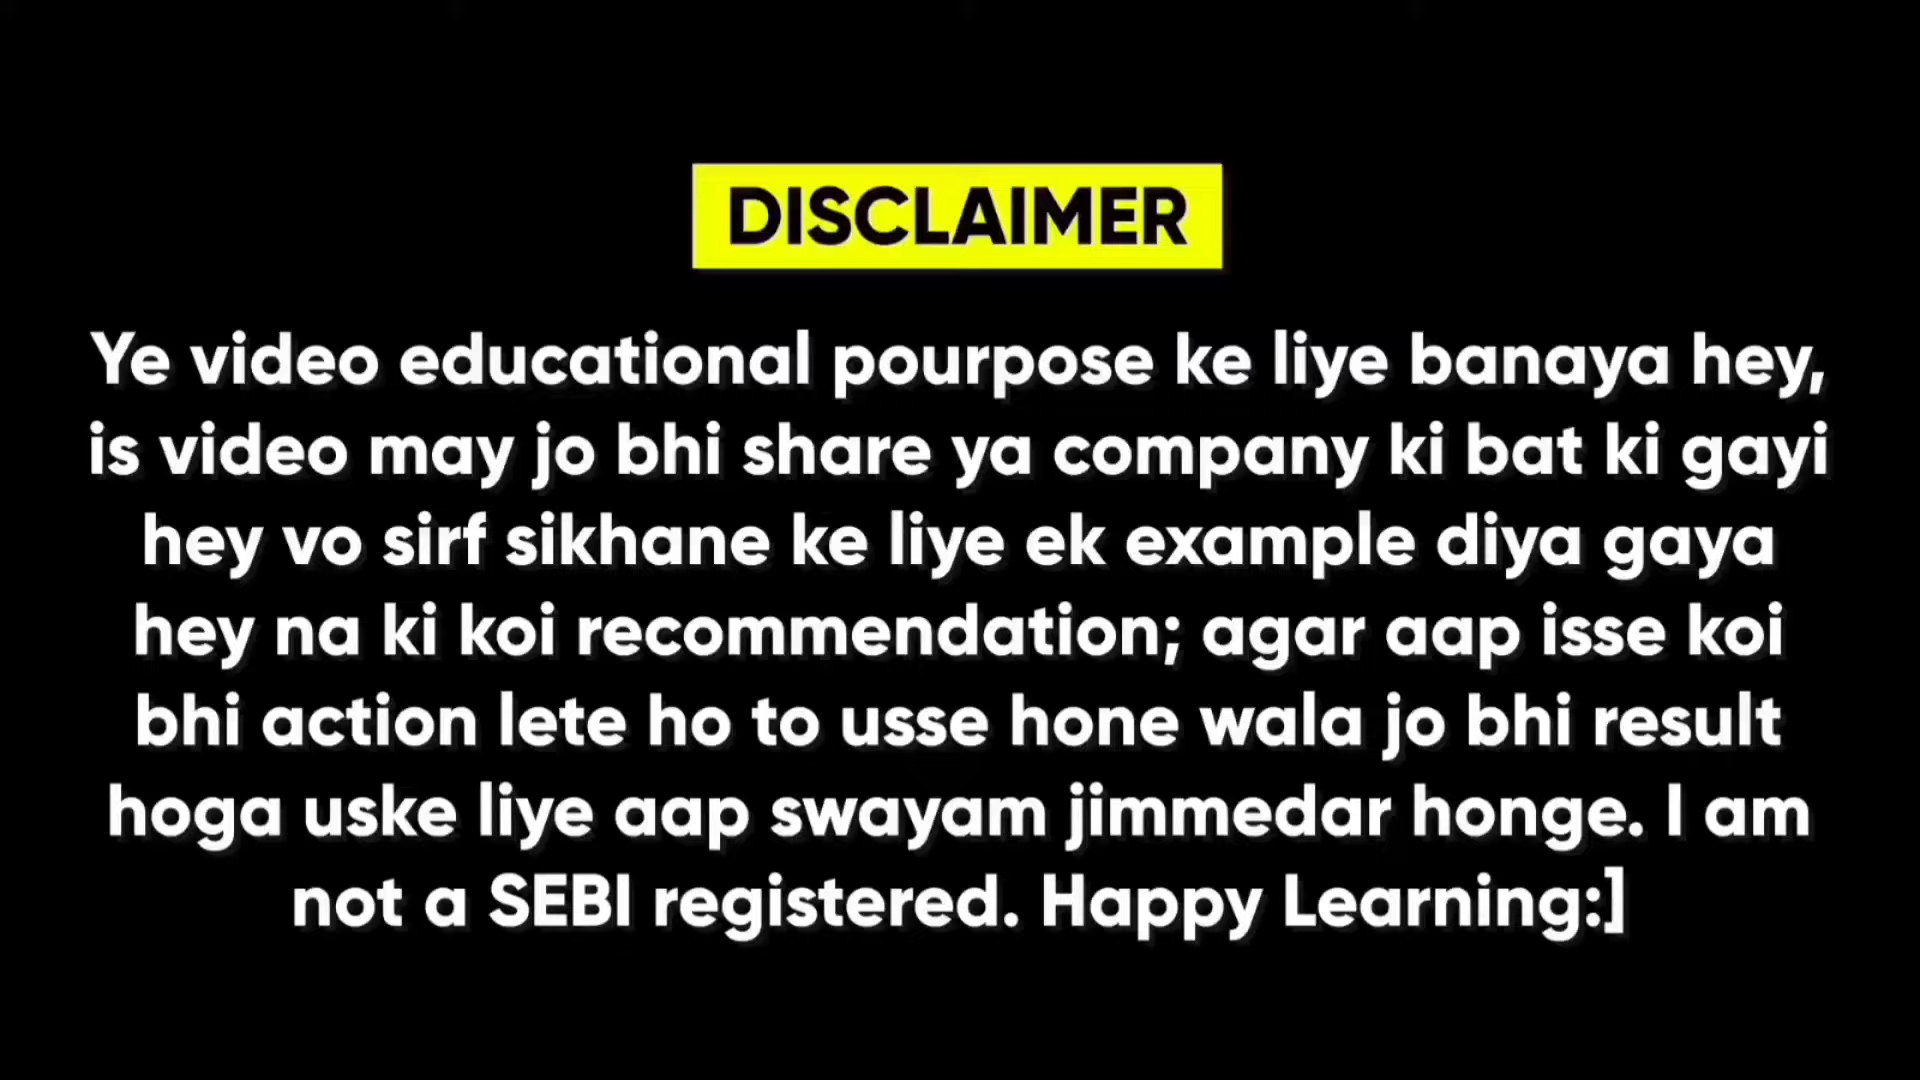 DISCLAIMER
Ye video educational pourpose ke liye banaya hey,
is video may jo bhi share ya company ki bat ki gayi
hey vo sirf sikhane ke liye ek example diya gaya
hey na ki koi recommendation; agar aap isse koi
bhi action lete ho to usse hone wala jo bhi result
hoga uske liye aap swayam jimmedar honge. I am
not a SEBI registered. Happy Learning:]